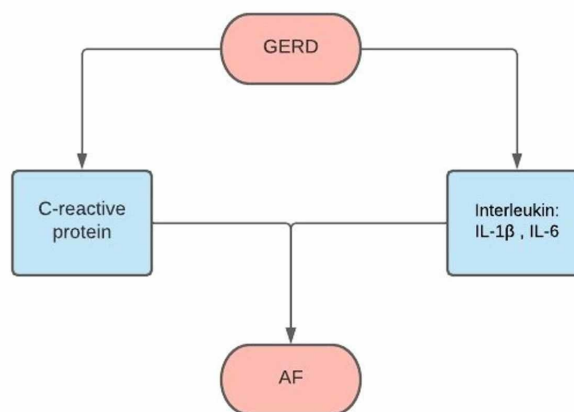 GERD
C-reactive
protein
Interleukin:
IL-1β , IL-6
AF